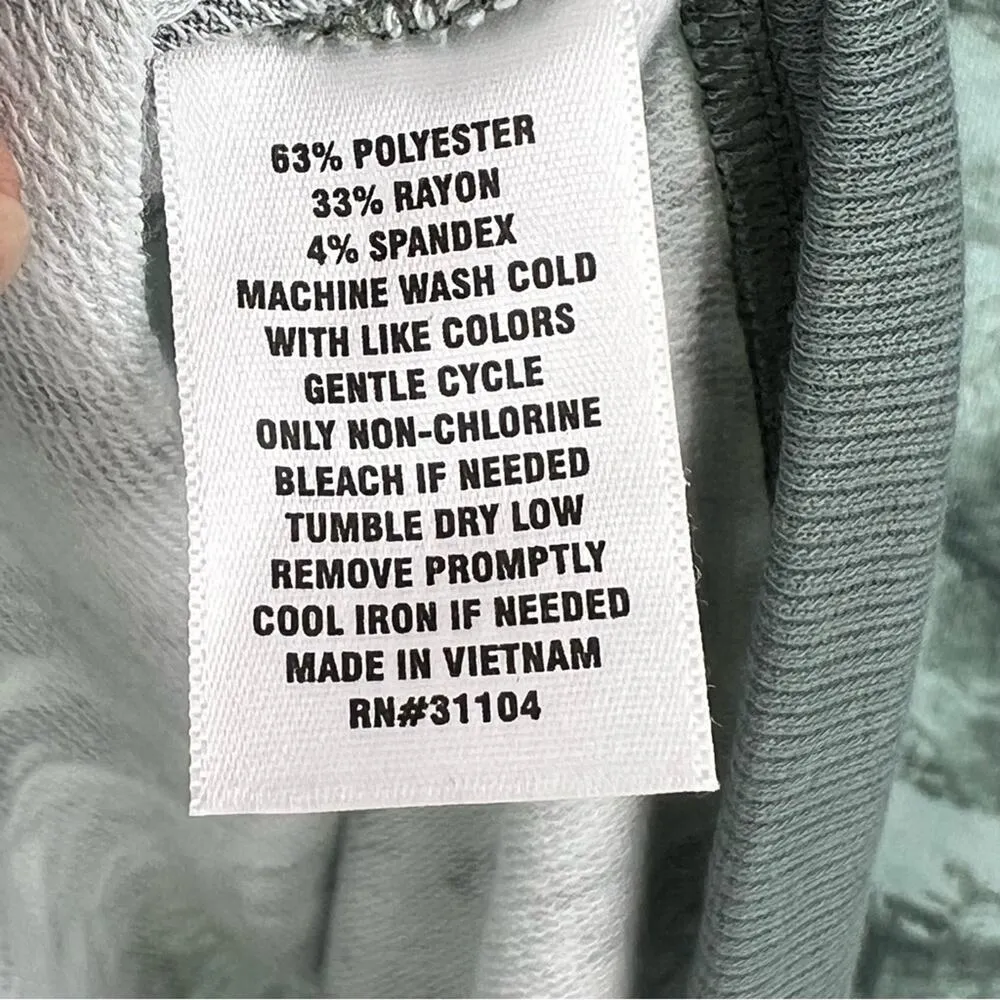 63% POLYESTER
33% RAYON
4% SPANDEX
MACHINE WASH COLD
WITH LIKE COLORS
GENTLE CYCLE
ONLY NON-CHLORINE
BLEACH IF NEEDED
TUMBLE DRY LOW
REMOVE PROMPTLY
COOL IRON IF NEEDED
MADE IN VIETNAM
RN#31104